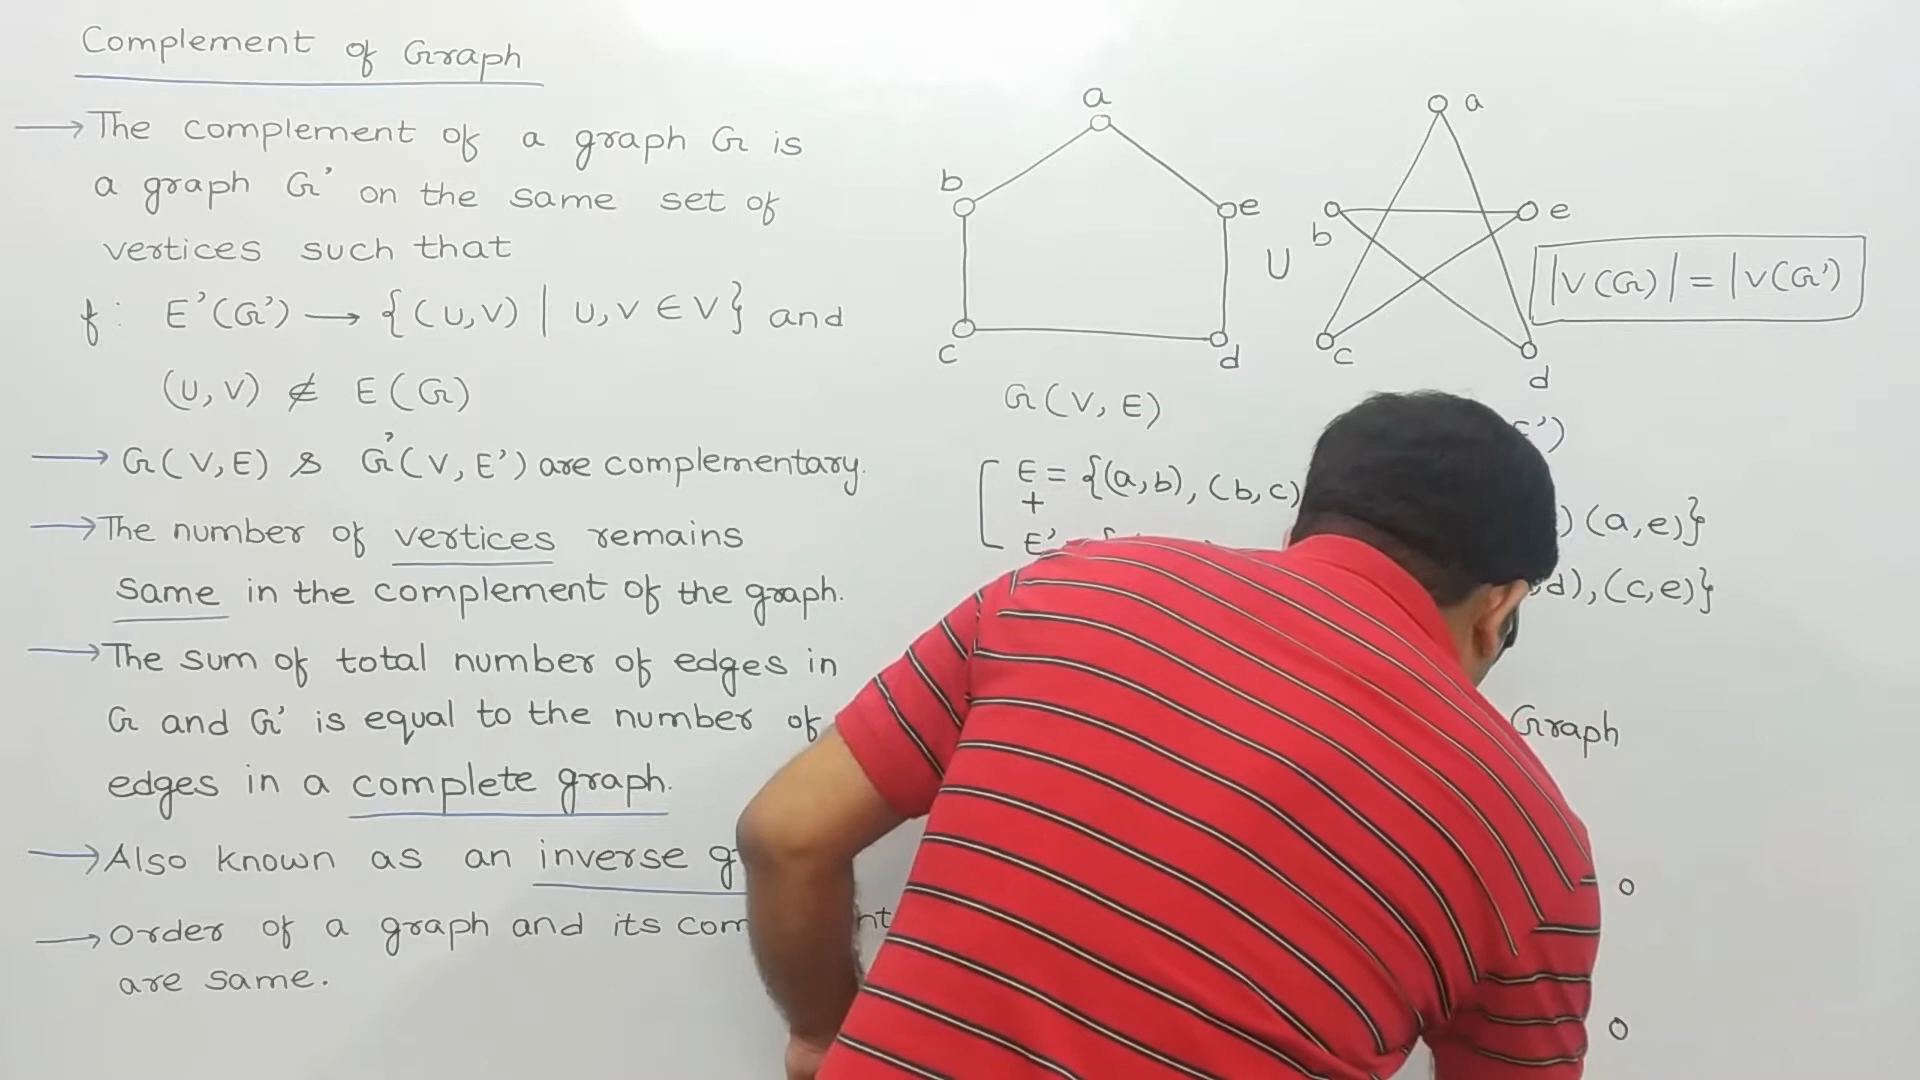 Complement of Graph
→ The complement of a graph G is
a graph G' on the same set of
vertices such that
f: E'(G') → {(U,V) | U,V ∈ V} and
(U,V) ∉ E(G)
→ G(V,E) & G'(V,E') are complementary.
→ The number of vertices remains
same in the complement of the graph.
→ The sum of total number of edges in
G and G' is equal to the number of
edges in a complete graph.
→ Also known as an inverse
→ Order of a graph and its
are same.
a
b
e
c
d
G(V,E)
U
a
b
e
c
d
E')
|V(G)| = |V(G')
E = {(a,b), (b,c)
) (a,e)}
+
E'
d),(c,e)}
Graph